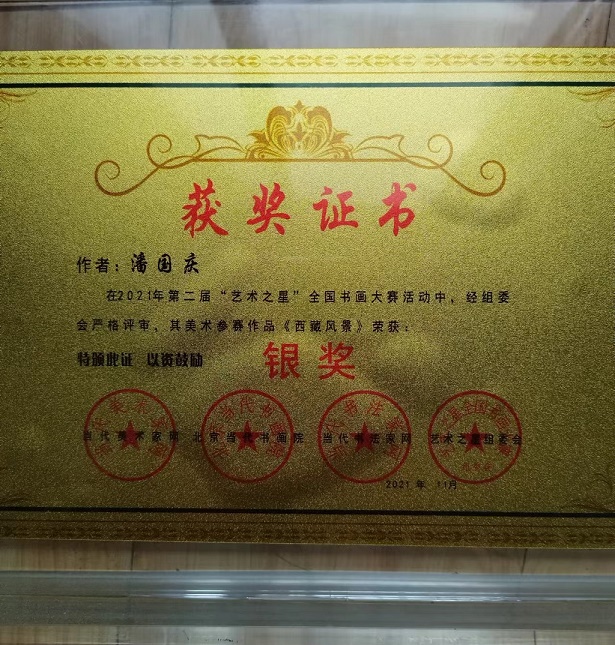 获奖证书
作者：潘国庆
在2021年第二届“艺术之星”全国书画大赛活动中，经组委
会严格评审，其美术参赛作品《西藏风景》荣获：
银奖
特颁此证 以资鼓励
当代美术家网 北京当代书画院 当代书法家网 艺术之星组委会
2021年 11月